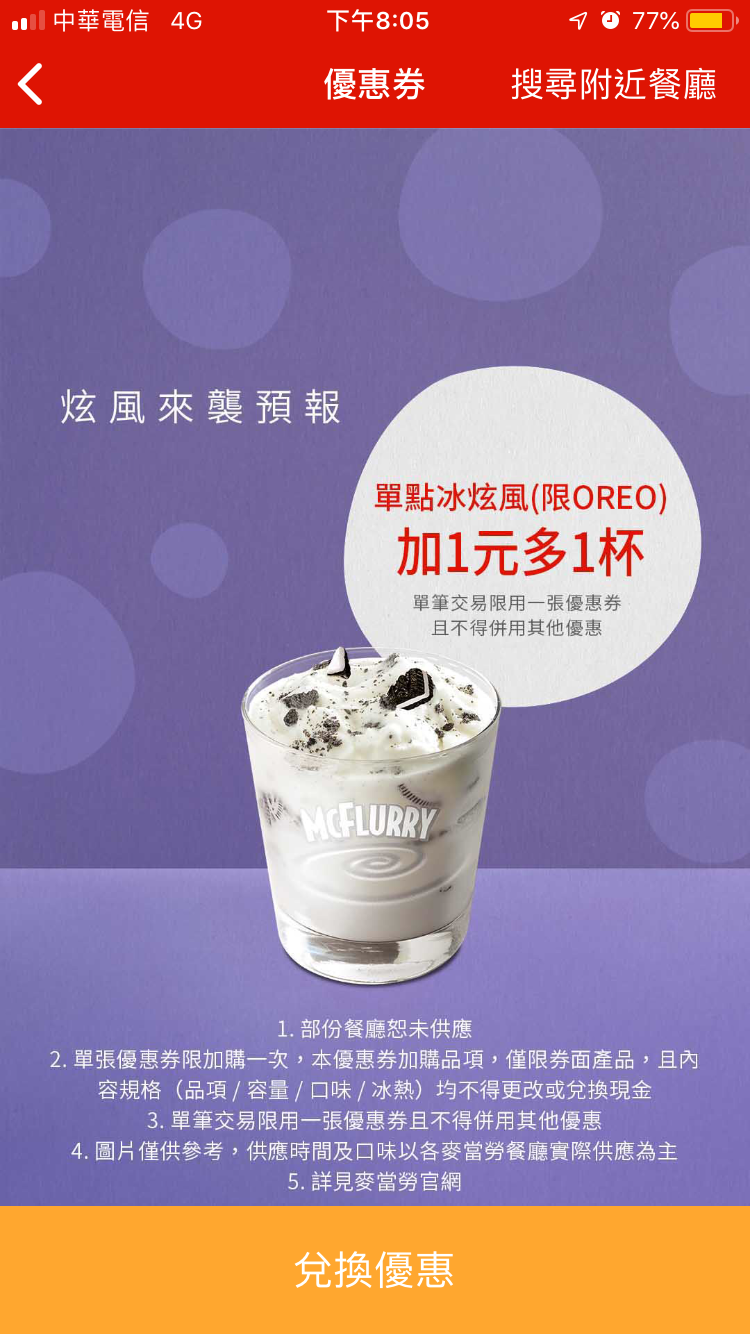 中華電信 4G 下午8:05 77%
優惠券 搜尋附近餐廳
炫風來襲預報
單點冰炫風(限OREO)
加1元多1杯
單筆交易限用一張優惠券
且不得併用其他優惠
McFLURRY
1. 部份餐廳恕未供應
2. 單張優惠券限加購一次，本優惠券加購品項，僅限券面產品，且內
容規格（品項 / 容量 / 口味 / 冰熱）均不得更改或兌換現金
3. 單筆交易限用一張優惠券且不得併用其他優惠
4. 圖片僅供參考，供應時間及口味以各麥當勞餐廳實際供應為主
5. 詳見麥當勞官網
兌換優惠